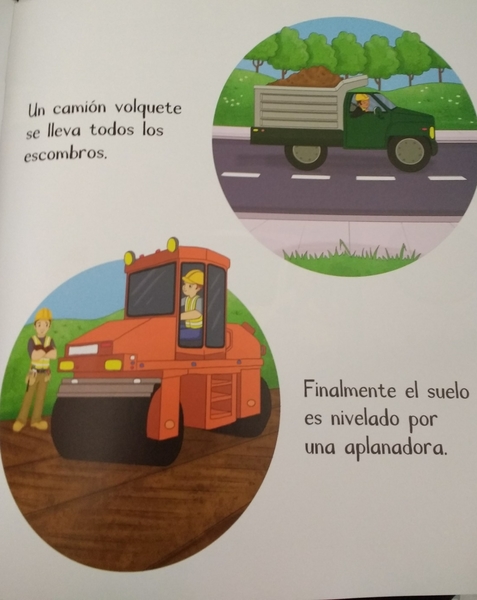 Un camión volquete
se lleva todos los
escombros.
Finalmente el suelo
es nivelado por
una aplanadora.